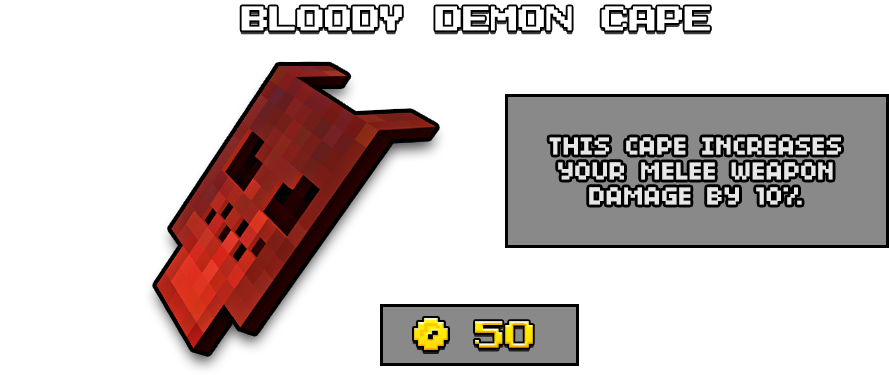 BLOODY DEMON CAPE
THIS CAPE INCREASES
YOUR MELEE WEAPON
DAMAGE BY 10%
50